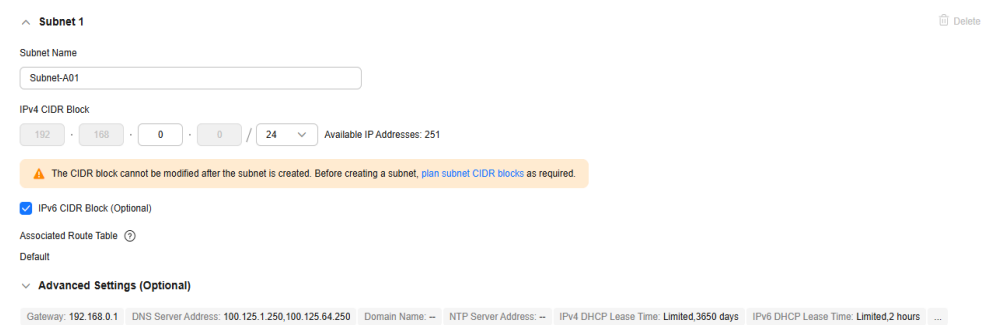 Subnet 1
Delete
Subnet Name
Subnet-A01
IPv4 CIDR Block
192 . 168 . 0 . 0 / 24 Available IP Addresses: 251
The CIDR block cannot be modified after the subnet is created. Before creating a subnet, plan subnet CIDR blocks as required.
IPv6 CIDR Block (Optional)
Associated Route Table ?
Default
Advanced Settings (Optional)
Gateway: 192.168.0.1 DNS Server Address: 100.125.1.250,100.125.64.250 Domain Name: -- NTP Server Address: -- IPv4 DHCP Lease Time: Limited,3650 days IPv6 DHCP Lease Time: Limited,2 hours ...